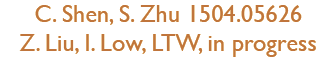 C. Shen, S. Zhu 1504.05626
Z. Liu, I. Low, LTW, in progress